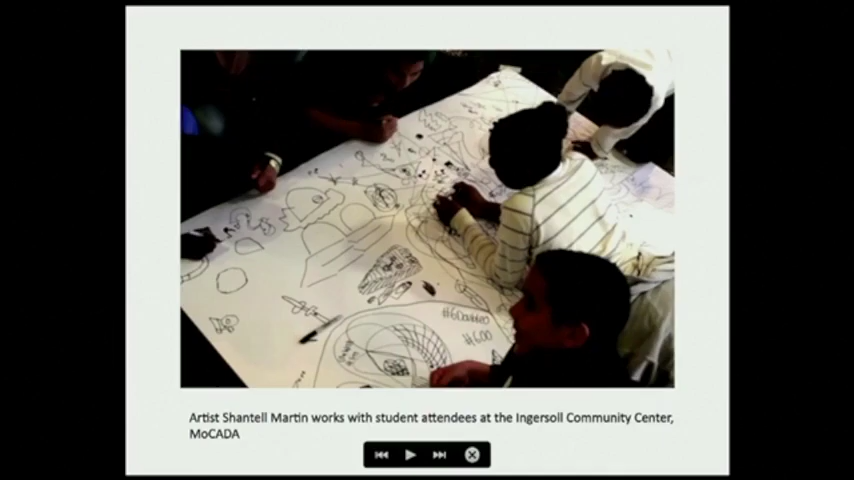 Artist Shantell Martin works with student attendees at the Ingersoll Community Center,
MoCADA